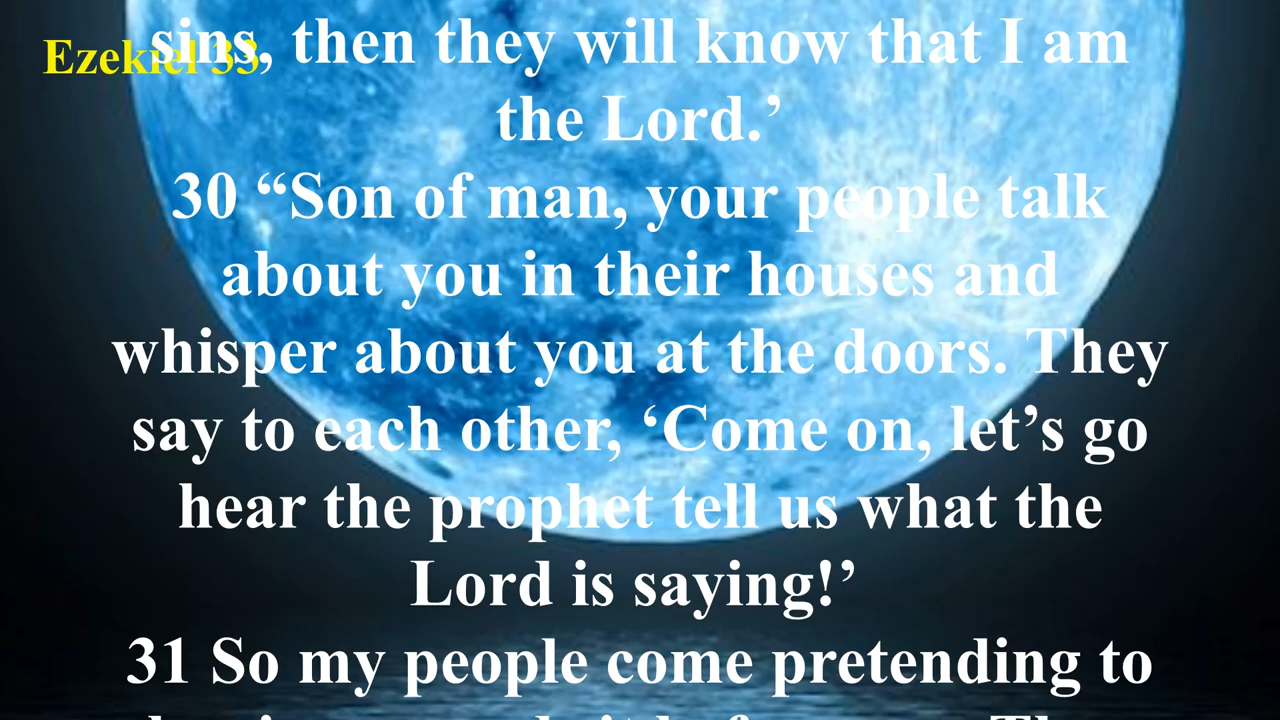 Ezekiel 33
sins, then they will know that I am
the Lord.’
30 “Son of man, your people talk
about you in their houses and
whisper about you at the doors. They
say to each other, ‘Come on, let’s go
hear the prophet tell us what the
Lord is saying!’
31 So my people come pretending to